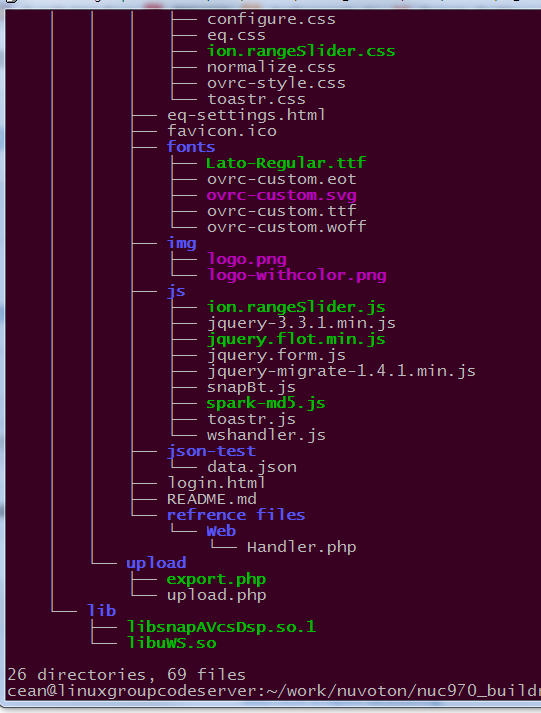 configure.css
eq.css
ion.rangeSlider.css
normalize.css
ovrc-style.css
toastr.css
eq-settings.html
favicon.ico
fonts
Lato-Regular.ttf
ovrc-custom.eot
ovrc-custom.svg
ovrc-custom.ttf
ovrc-custom.woff
img
logo.png
logo-withcolor.png
js
ion.rangeSlider.js
jquery-3.3.1.min.js
jquery.flot.min.js
jquery.form.js
jquery-migrate-1.4.1.min.js
snapBt.js
spark-md5.js
toastr.js
wshandler.js
json-test
data.json
login.html
README.md
refrence files
Web
Handler.php
upload
export.php
upload.php
lib
libsnapAVcsDsp.so.1
libuWS.so
26 directories, 69 files
cean@linuxgroupcodeserver:~/work/nuvoton/nuc970_buildr